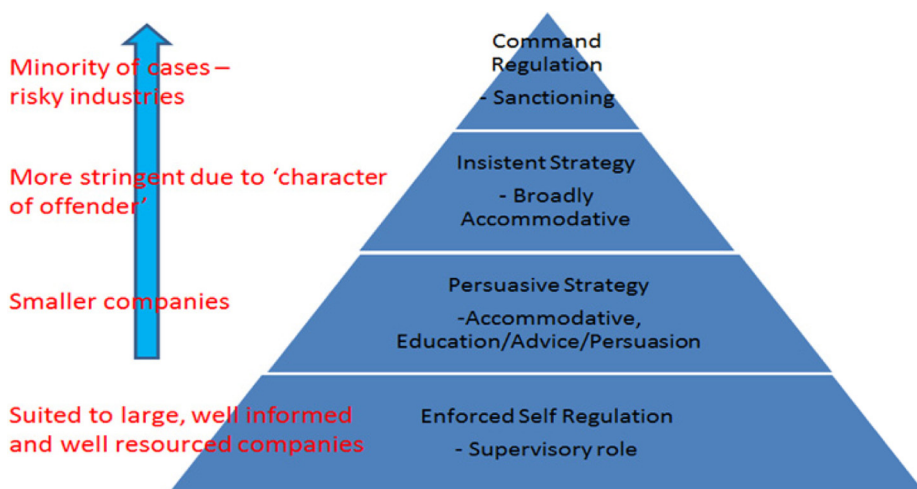 Minority of cases –
risky industries
More stringent due to ‘character
of offender’
Smaller companies
Suited to large, well informed
and well resourced companies
Command
Regulation
- Sanctioning
Insistent Strategy
- Broadly
Accommodative
Persuasive Strategy
-Accommodative,
Education/Advice/Persuasion
Enforced Self Regulation
- Supervisory role